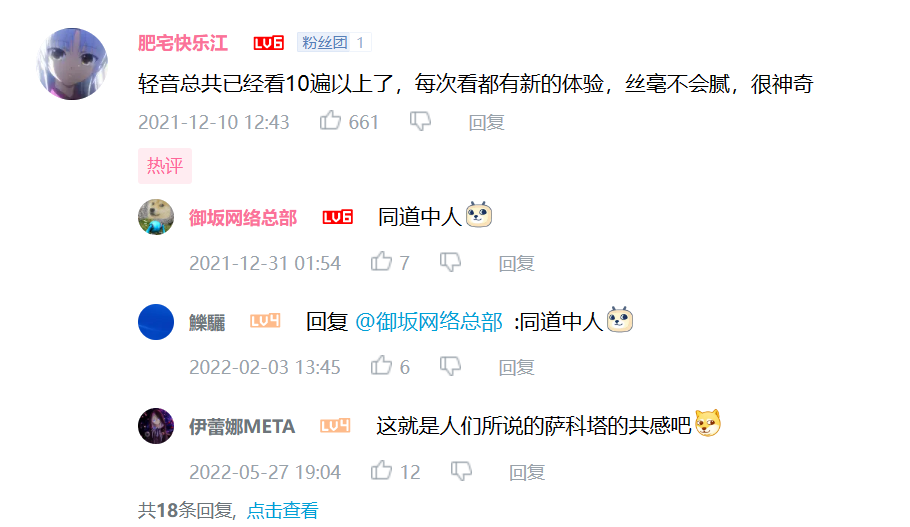 肥宅快乐江 LV6 粉丝团 1
轻音总共已经看10遍以上了，每次看都有新的体验，丝毫不会腻，很神奇
2021-12-10 12:43 661 回复
热评
御坂网络总部 LV6 同道中人
2021-12-31 01:54 7 回复
鱳驪 LV4 回复 @御坂网络总部 :同道中人
2022-02-03 13:45 6 回复
伊蕾娜META LV4 这就是人们所说的萨科塔的共感吧
2022-05-27 19:04 12 回复
共18条回复, 点击查看